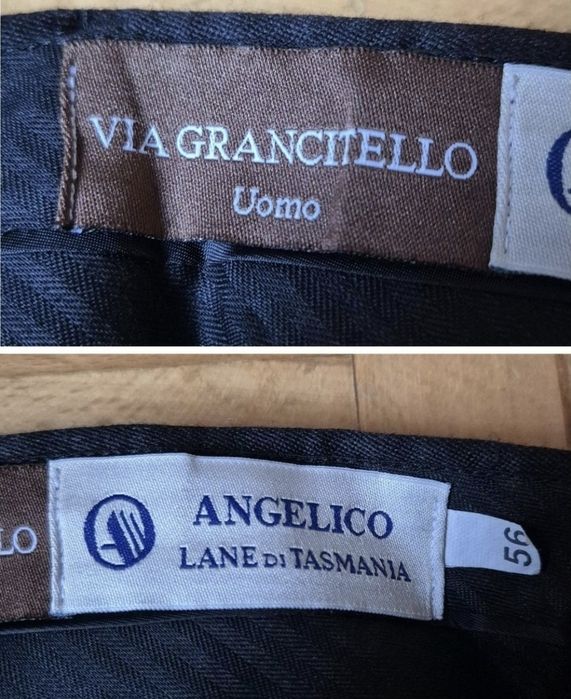 VIA GRANCITELLO
Uomo
LO
ANGELICO
LANE DI TASMANIA
56